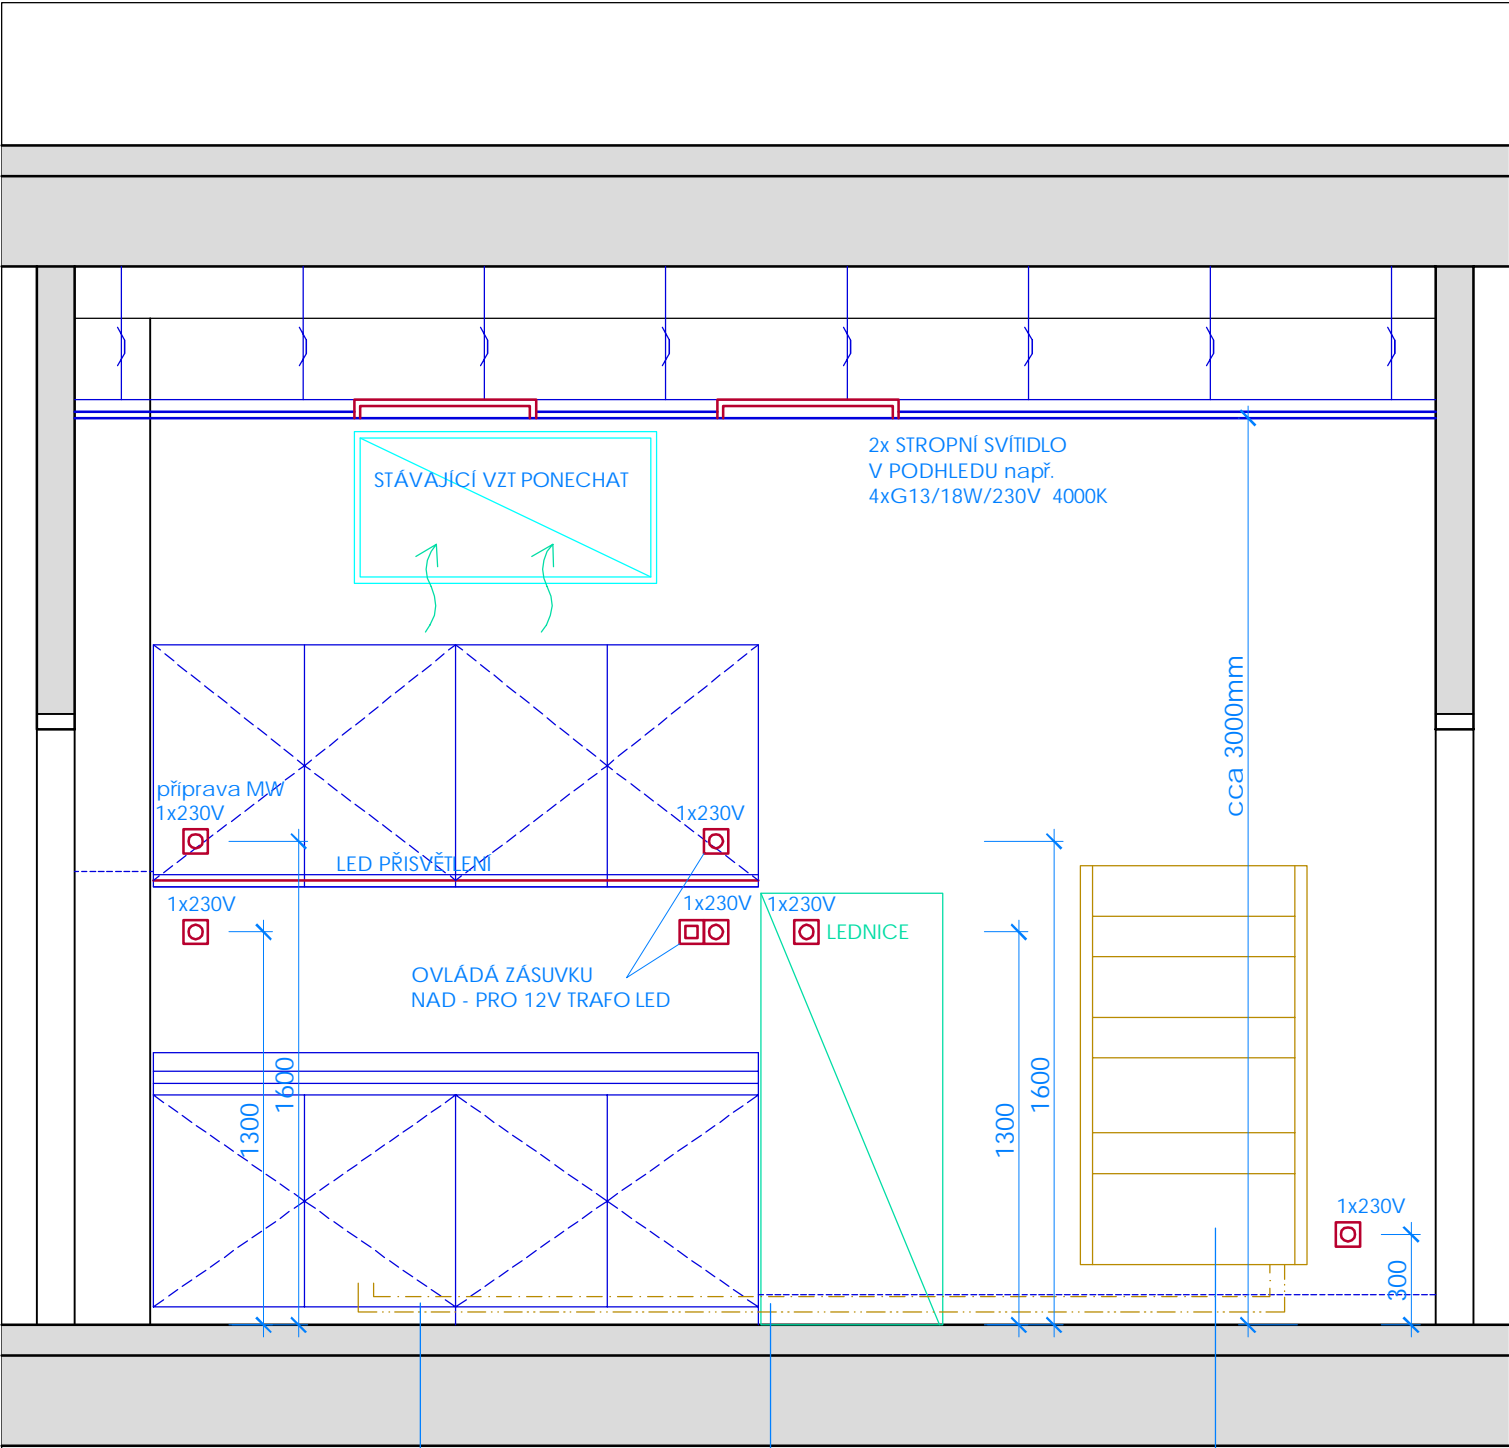 2x STROPNÍ SVÍTIDLO
V PODHLEDU např.
4xG13/18W/230V 4000K
STÁVAJÍCÍ VZT PONECHAT
cca 3000mm
příprava MW
1x230V
1x230V
LED PŘISVĚTLENÍ
1x230V
1x230V
1x230V
LEDNICE
OVLÁDÁ ZÁSUVKU
NAD - PRO 12V TRAFO LED
1300
1600
1300
1600
1x230V
300